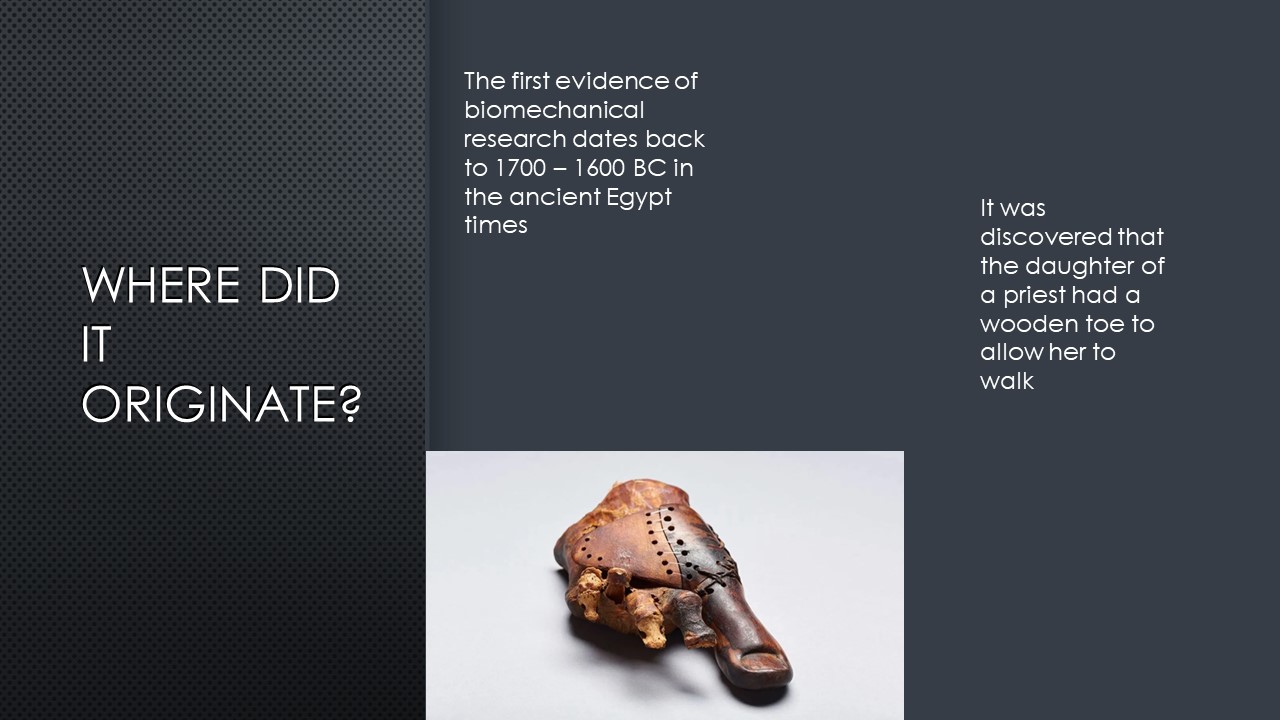 WHERE DID
IT
ORIGINATE?
The first evidence of
biomechanical
research dates back
to 1700 – 1600 BC in
the ancient Egypt
times
It was
discovered that
the daughter of
a priest had a
wooden toe to
allow her to
walk